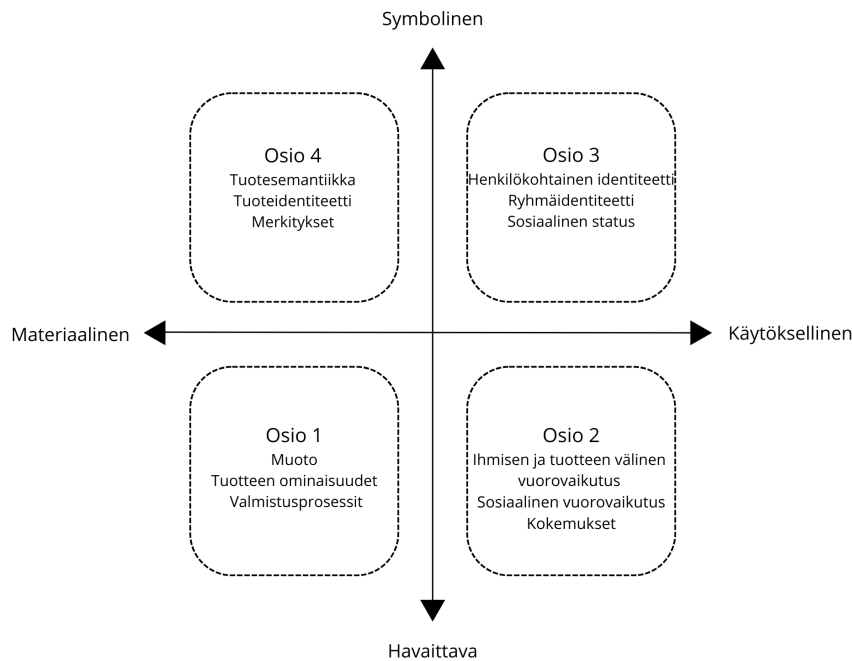 Symbolinen
Osio 4
Tuotesemantiikka
Tuoteidentiteetti
Merkitykset
Osio 3
Henkilökohtainen identiteetti
Ryhmäidentiteetti
Sosiaalinen status
Materiaalinen
Käytöksellinen
Osio 1
Muoto
Tuotteen ominaisuudet
Valmistusprosessit
Osio 2
Ihmisen ja tuotteen välinen
vuorovaikutus
Sosiaalinen vuorovaikutus
Kokemukset
Havaittava